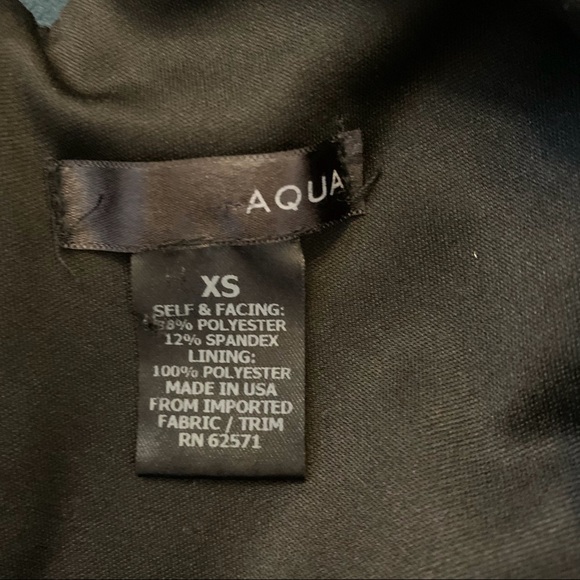 AQUA
XS
SELF & FACING:
88% POLYESTER
12% SPANDEX
LINING:
100% POLYESTER
MADE IN USA
FROM IMPORTED
FABRIC / TRIM
RN 62571